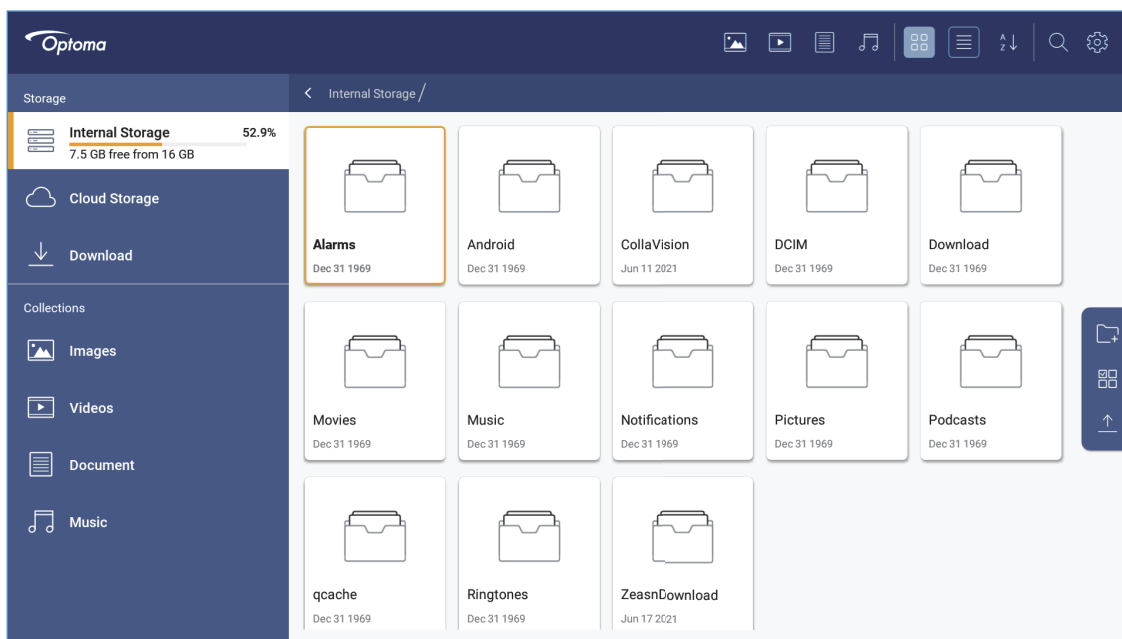 Optoma
A
Z
Storage
Internal Storage /
Internal Storage 52.9%
7.5 GB free from 16 GB
Cloud Storage
Download
Collections
Images
Videos
Document
Music
Alarms
Dec 31 1969
Android
Dec 31 1969
CollaVision
Jun 11 2021
DCIM
Dec 31 1969
Download
Dec 31 1969
Movies
Dec 31 1969
Music
Dec 31 1969
Notifications
Dec 31 1969
Pictures
Dec 31 1969
Podcasts
Dec 31 1969
qcache
Dec 31 1969
Ringtones
Dec 31 1969
ZeasnDownload
Jun 17 2021